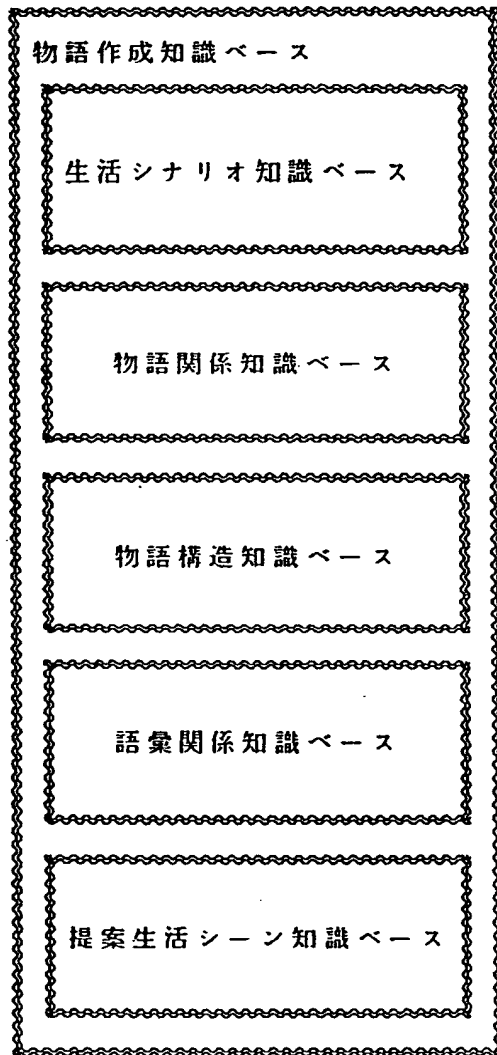 物語作成知識ベース
生活シナリオ知識ベース
物語関係知識ベース
物語構造知識ベース
語彙関係知識ベース
提案生活シーン知識ベース